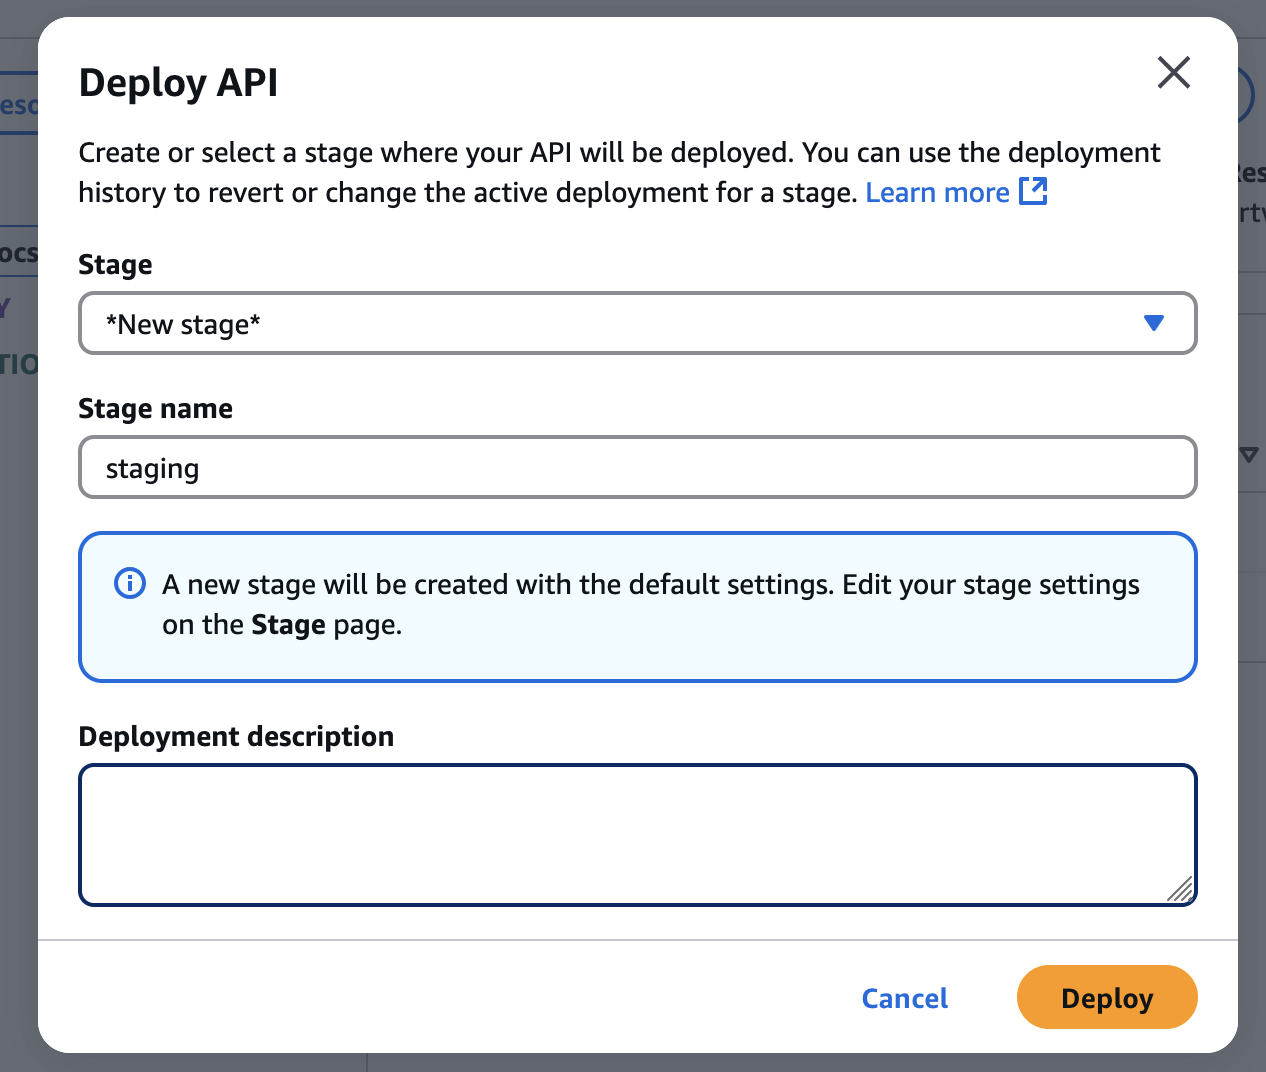 Deploy API
Create or select a stage where your API will be deployed. You can use the deployment
history to revert or change the active deployment for a stage. Learn more
Stage
*New stage*
Stage name
staging
A new stage will be created with the default settings. Edit your stage settings
on the Stage page.
Deployment description
Cancel
Deploy